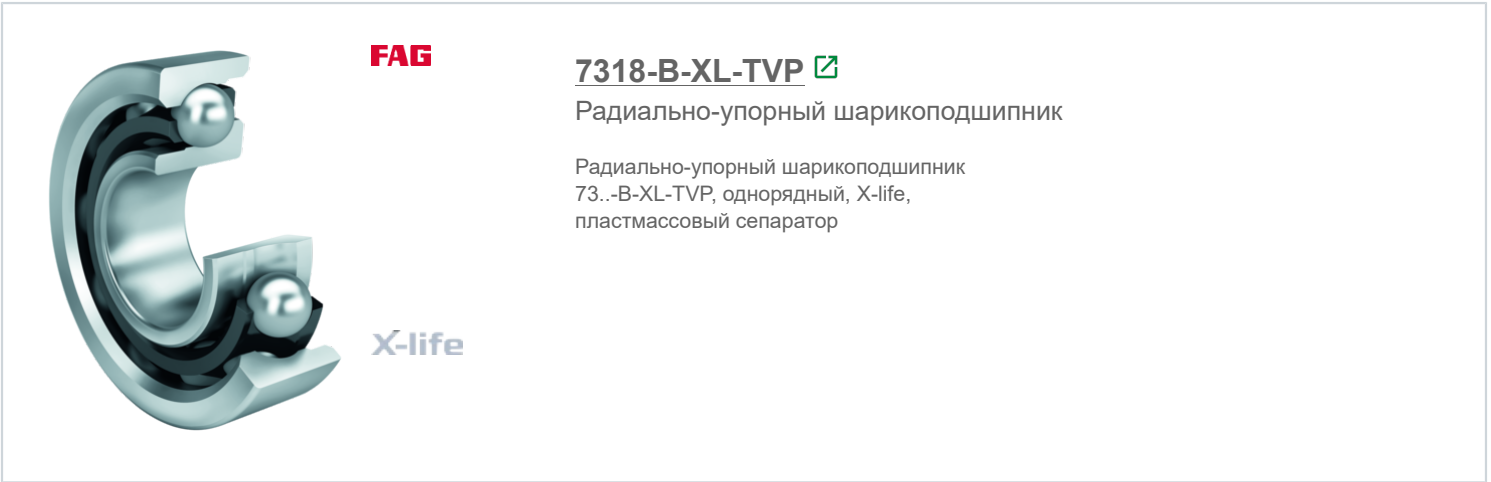 FAG
7318-B-XL-TVP
Радиально-упорный шарикоподшипник
Радиально-упорный шарикоподшипник
73..-B-XL-TVP, однорядный, X-life,
пластмассовый сепаратор
X-life